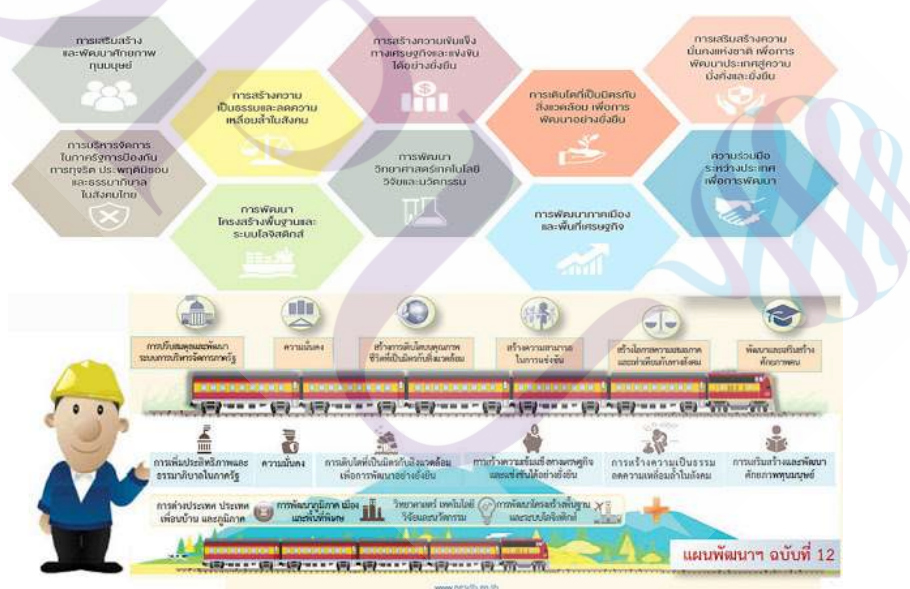 การเสริมสร้าง
และพัฒนาศักยภาพ
ทุนมนุษย์
การสร้างความ
เป็นธรรมและลดความ
เหลื่อมล้ำในสังคม
การสร้างความเข้มแข็ง
ทางเศรษฐกิจและแข่งขัน
ได้อย่างยั่งยืน
การเติบโตที่เป็นมิตรกับ
สิ่งแวดล้อม เพื่อการ
พัฒนาอย่างยั่งยืน
การเสริมสร้างความ
มั่นคงแห่งชาติ เพื่อการ
พัฒนาประเทศสู่ความ
มั่งคั่งและยั่งยืน
การบริหารจัดการ
ในภาครัฐการป้องกัน
การทุจริต ประพฤติมิชอบ
และธรรมาภิบาล
ในสังคมไทย
การพัฒนา
โครงสร้างพื้นฐานและ
ระบบโลจิสติกส์
การพัฒนา
วิทยาศาสตร์เทคโนโลยี
วิจัยและนวัตกรรม
การพัฒนาภาคเมือง
และพื้นที่เศรษฐกิจ
ความร่วมมือ
ระหว่างประเทศ
เพื่อการพัฒนา
การปรับสมดุลและพัฒนา
ระบบการบริหารจัดการภาครัฐ
ความมั่นคง
สร้างการเติบโตบนคุณภาพ
ชีวิตที่เป็นมิตรกับสิ่งแวดล้อม
สร้างความสามารถ
ในการแข่งขัน
สร้างโอกาสความเสมอภาค
และเท่าเทียมกันทางสังคม
พัฒนาและเสริมสร้าง
ศักยภาพคน
การเพิ่มประสิทธิภาพและ
ธรรมาภิบาลในภาครัฐ
ความมั่นคง
การเติบโตที่เป็นมิตรกับสิ่งแวดล้อม
เพื่อการพัฒนาอย่างยั่งยืน
การสร้างความเข้มแข็งทางเศรษฐกิจ
และแข่งขันได้อย่างยั่งยืน
การสร้างความเป็นธรรม
ลดความเหลื่อมล้ำในสังคม
การเสริมสร้างและพัฒนา
ศักยภาพทุนมนุษย์
การต่างประเทศ ประเทศ
เพื่อนบ้าน และภูมิภาค
การพัฒนาภูมิภาค เมือง
และพื้นที่พิเศษ
วิทยาศาสตร์ เทคโนโลยี
วิจัยและนวัตกรรม
การพัฒนาโครงสร้างพื้นฐาน
และระบบโลจิสติกส์
แผนพัฒนาฯ ฉบับที่ 12